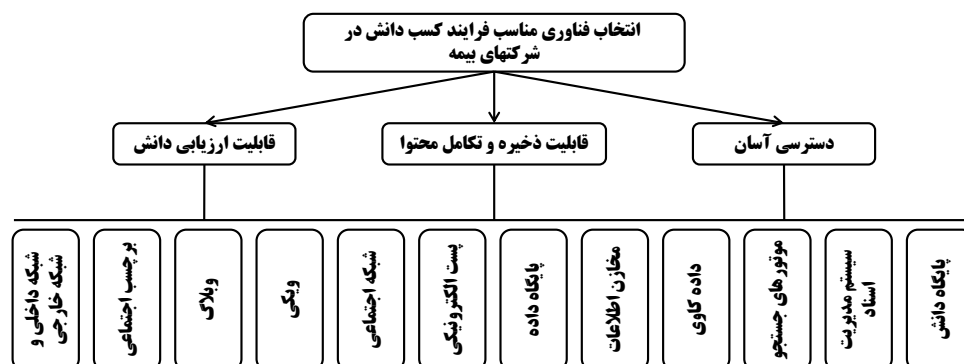 انتخاب فناوری مناسب فرایند کسب دانش در
شرکتهای بیمه
دسترسی آسان
قابلیت ذخیره و تکامل محتوا
قابلیت ارزیابی دانش
پایگاه دانش
سیستم مدیریت
اسناد
موتورهای جستجو
داده کاوی
مخازن اطلاعات
پایگاه داده
پست الکترونیکی
شبکه اجتماعی
ویکی
وبلاگ
برچسب اجتماعی
شبکه داخلی و
شبکه خارجی